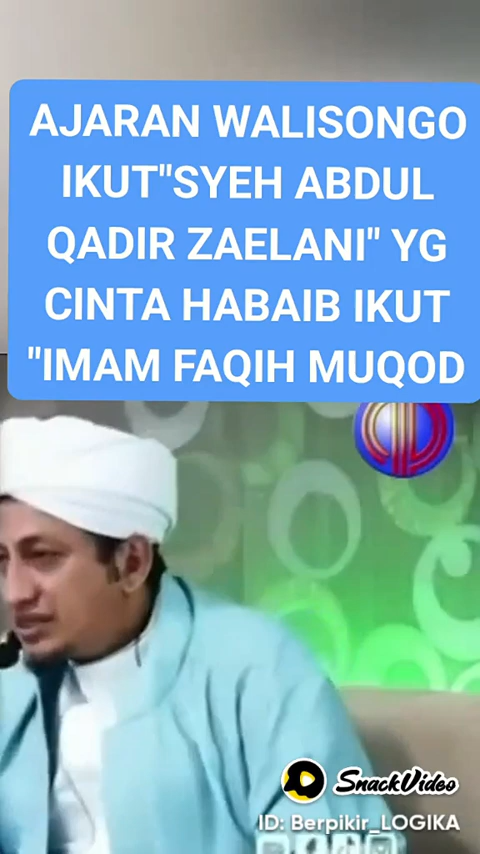 AJARAN WALISONGO
IKUT"SYEH ABDUL
QADIR ZAELANI" YG
CINTA HABAIB IKUT
"IMAM FAQIH MUQOD
SnackVideo
ID: Berpikir_LOGIKA